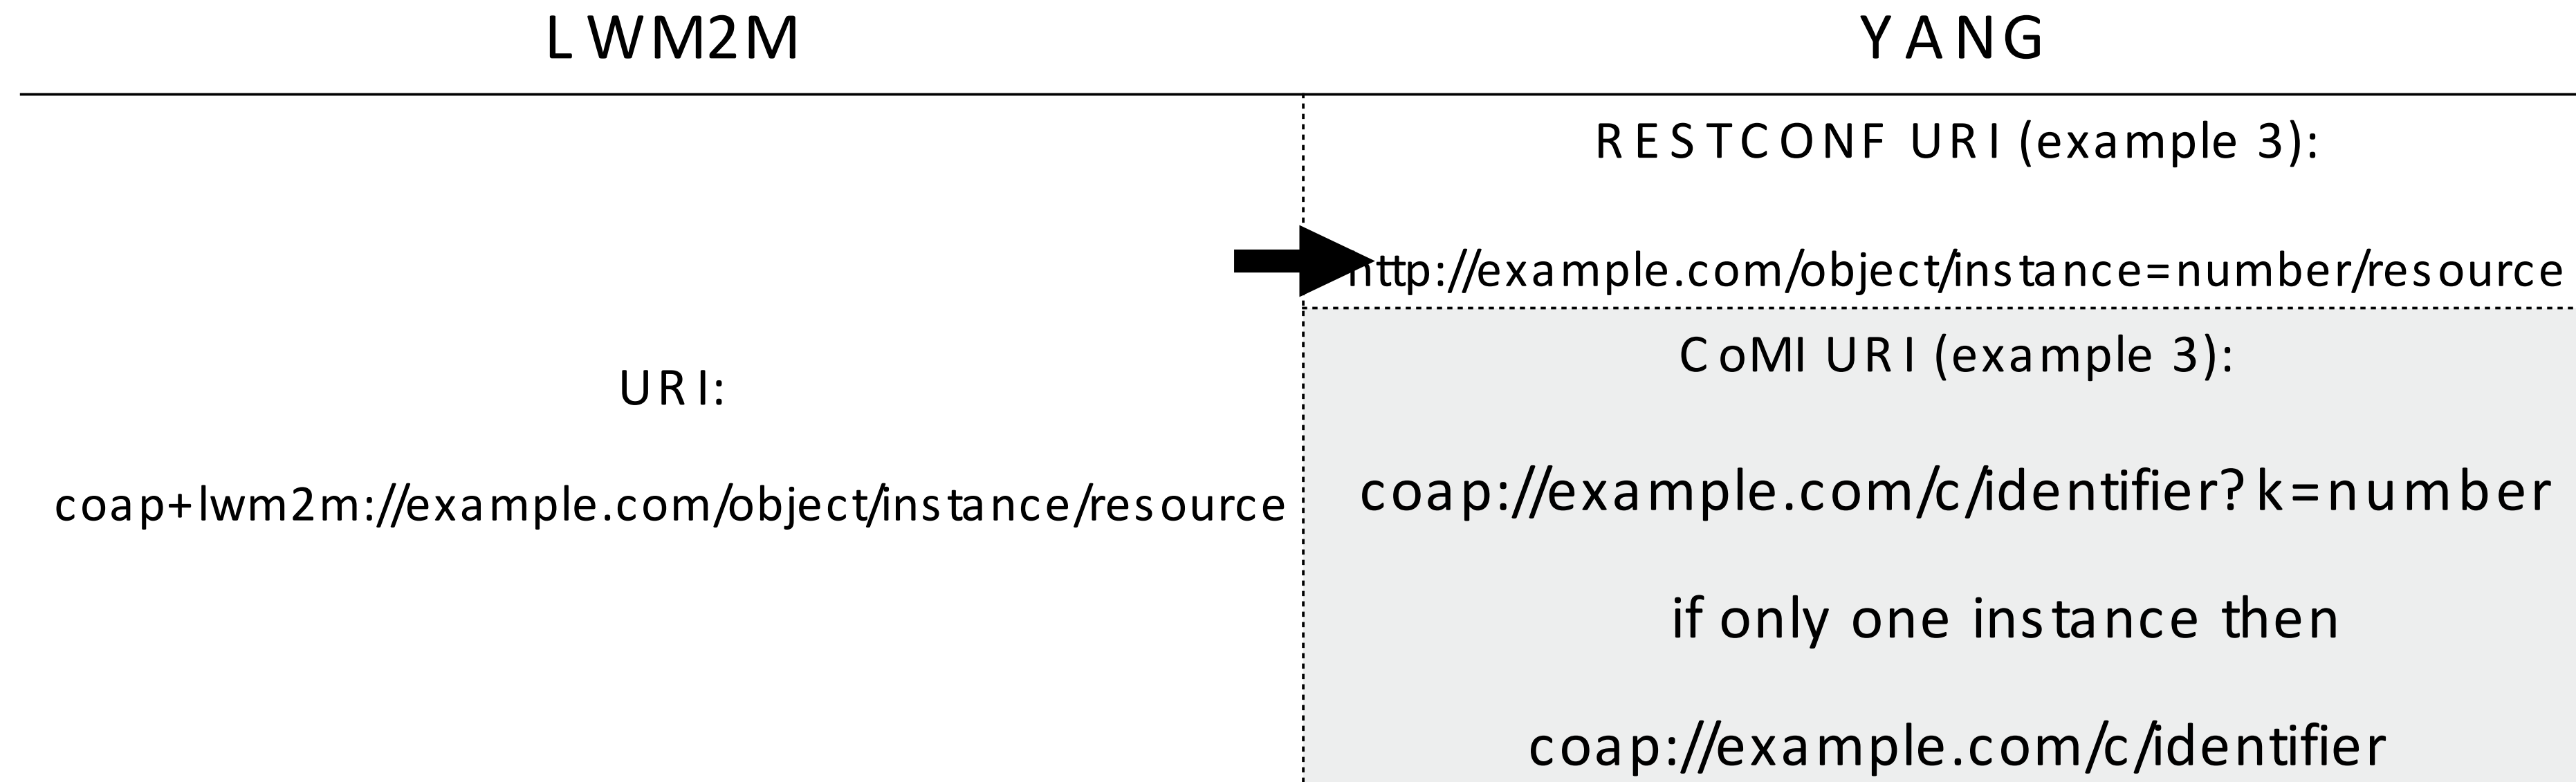 LWM2M
YANG
URI:
coap+lwm2m://example.com/object/instance/resource
RESTCONF URI (example 3):
http://example.com/object/instance=number/resource
CoMI URI (example 3):
coap://example.com/c/identifier?k=number
if only one instance then
coap://example.com/c/identifier